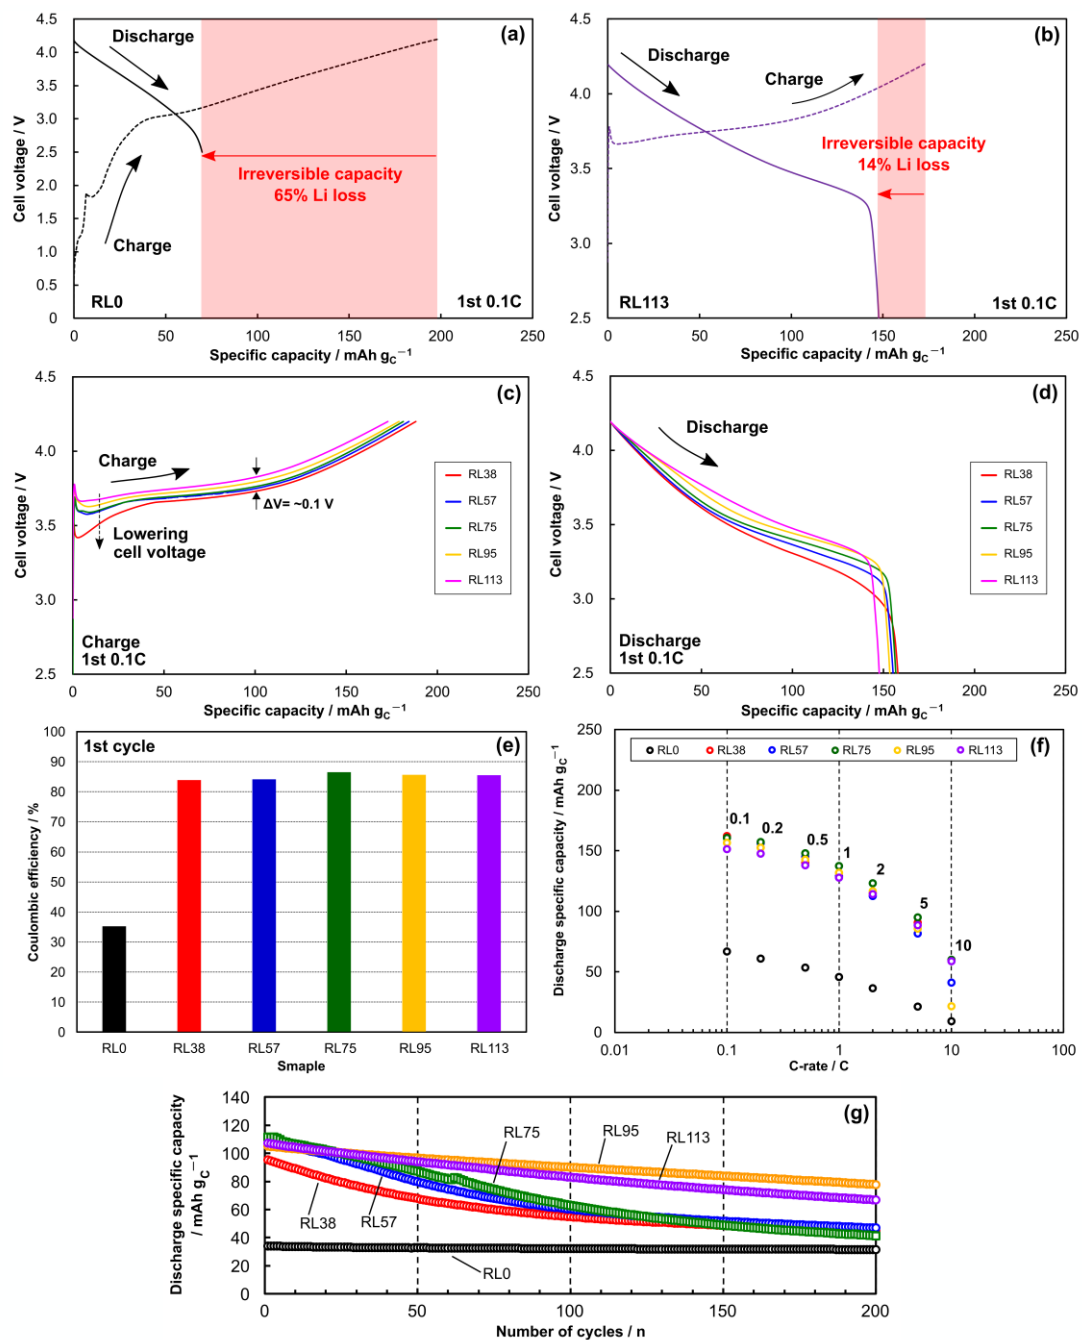 (a)
Cell voltage / V
4.5
4.0
3.5
3.0
2.5
2.0
1.5
1.0
0.5
0
Discharge
Charge
Irreversible capacity
65% Li loss
RL0
1st 0.1C
0 50 100 150 200 250
Specific capacity / mAh gC−1
(b)
Cell voltage / V
4.5
4.0
3.5
3.0
2.5
Discharge
Charge
Irreversible capacity
14% Li loss
RL113
1st 0.1C
0 50 100 150 200 250
Specific capacity / mAh gC−1
(c)
Cell voltage / V
4.5
4.0
3.5
3.0
2.5
Charge
ΔV= ~0.1 V
Lowering
cell voltage
RL38
RL57
RL75
RL95
RL113
Charge
1st 0.1C
0 50 100 150 200 250
Specific capacity / mAh gC−1
(d)
Cell voltage / V
4.5
4.0
3.5
3.0
2.5
Discharge
RL38
RL57
RL75
RL95
RL113
Discharge
1st 0.1C
0 50 100 150 200 250
Specific capacity / mAh gC−1
1st cycle
(e)
Coulombic efficiency / %
100
90
80
70
60
50
40
30
20
10
0
RL0 RL38 RL57 RL75 RL95 RL113
Smaple
(f)
Discharge specific capacity / mAh gC−1
250
200
150
100
50
0
RL0 RL38 RL57 RL75 RL95 RL113
0.1 0.2 0.5 1 2 5 10
0.01 0.1 1 10 100
C-rate / C
(g)
Discharge specific capacity
/ mAh gC−1
140
120
100
80
60
40
20
0
RL75
RL95
RL113
RL38
RL57
RL0
0 50 100 150 200
Number of cycles / n